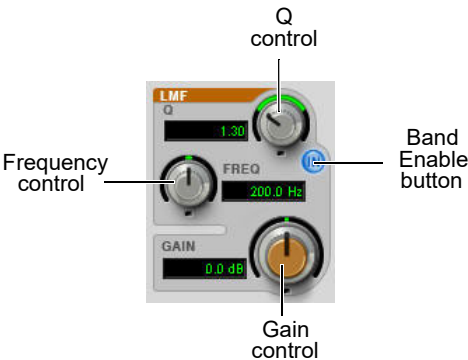 Q
control
LMF
Q
1.30
IN
Band
Enable
button
Frequency
control
FREQ
200.0 Hz
GAIN
0.0 dB
Gain
control